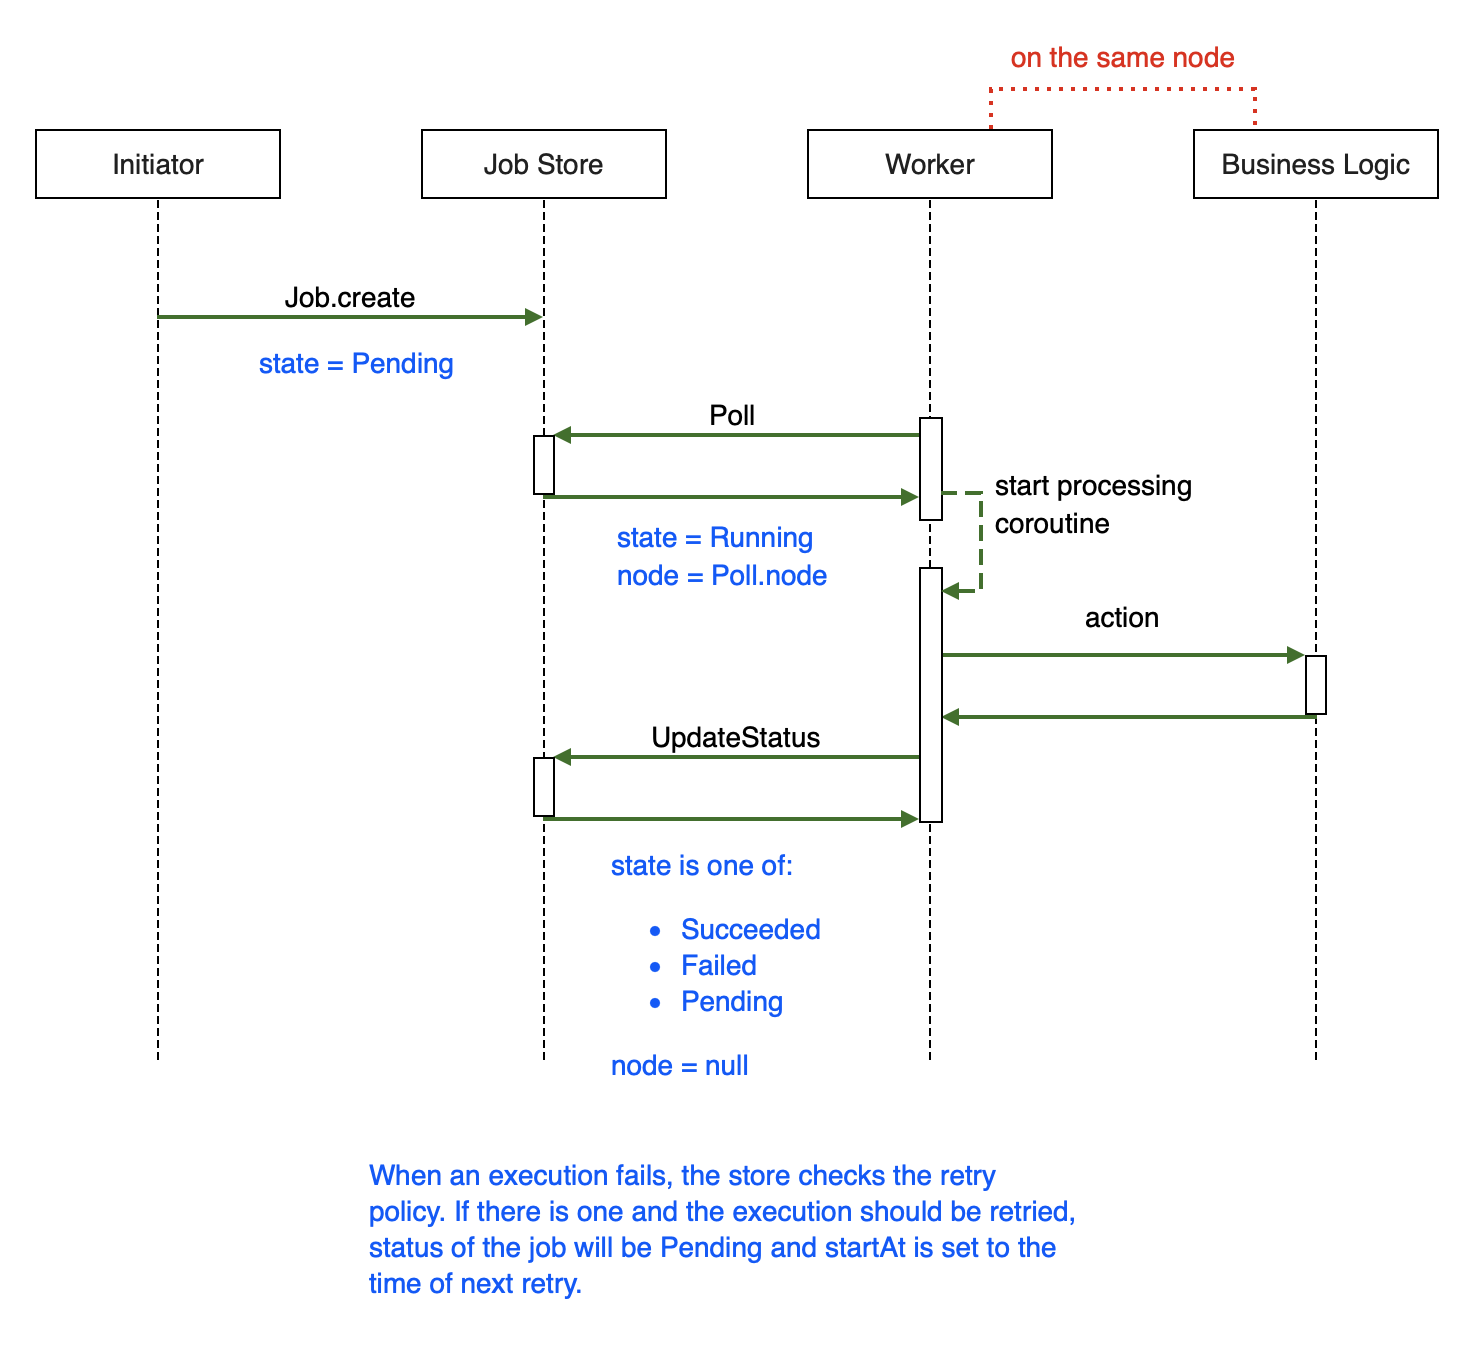 on the same node
Initiator
Job Store
Worker
Business Logic
Job.create
state = Pending
Poll
start processing
coroutine
state = Running
node = Poll.node
action
UpdateStatus
state is one of:
• Succeeded
• Failed
• Pending
node = null
When an execution fails, the store checks the retry
policy. If there is one and the execution should be retried,
status of the job will be Pending and startAt is set to the
time of next retry.